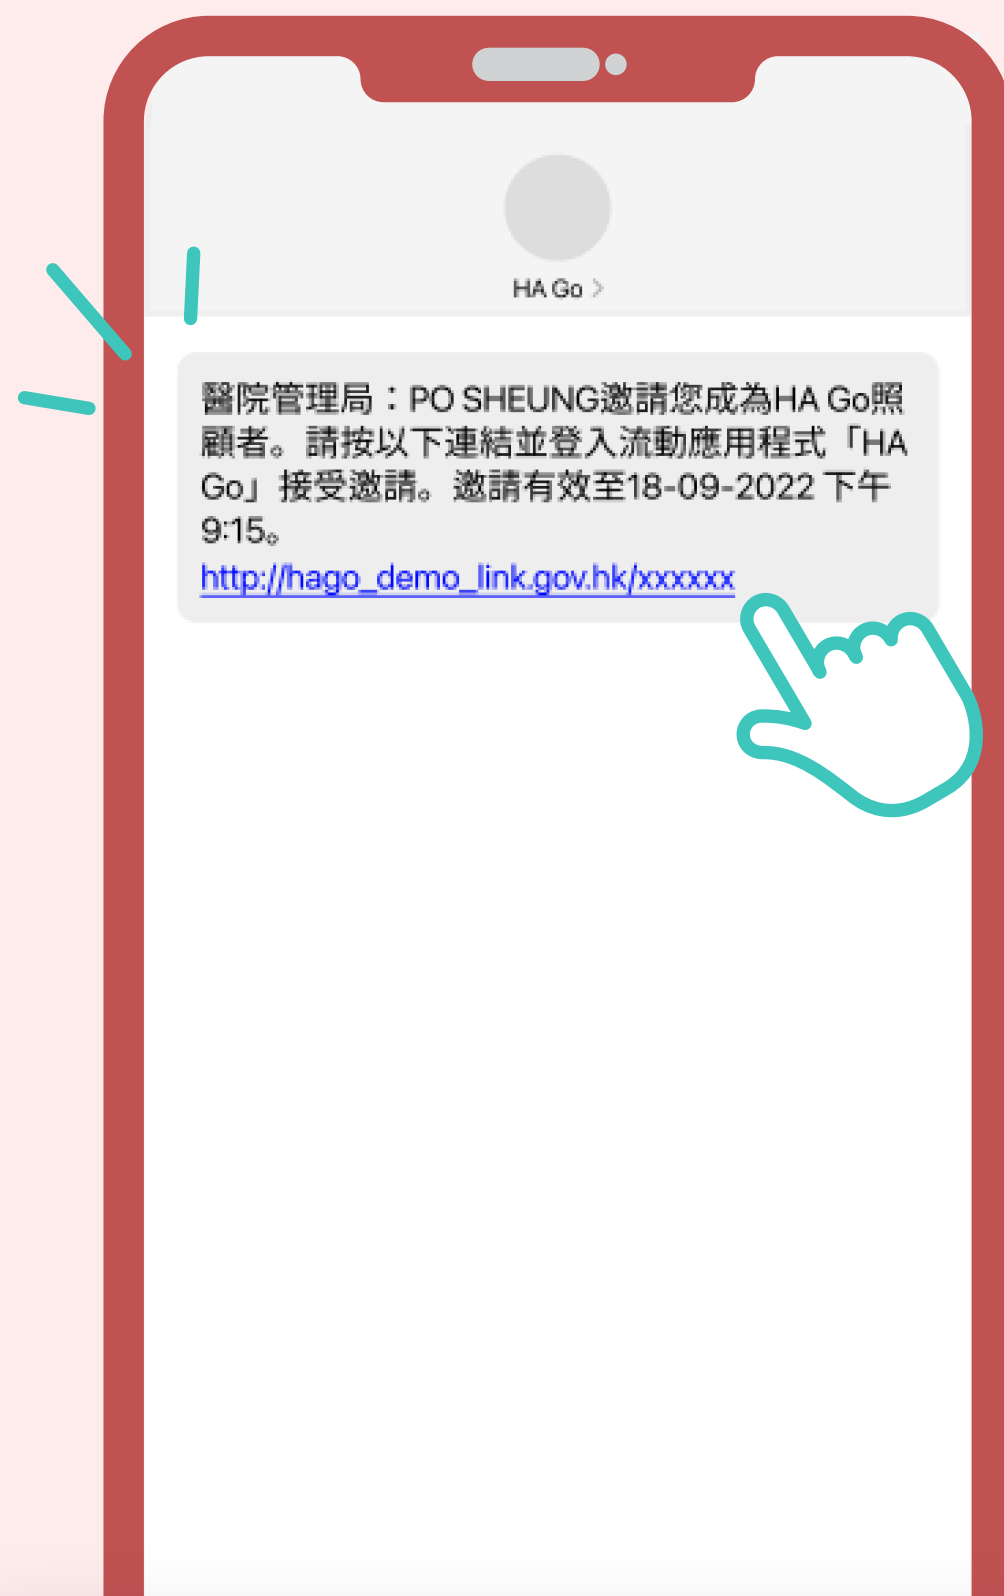 HA Go >
醫院管理局：PO SHEUNG邀請您成為HA Go照
顧者。請按以下連結並登入流動應用程式「HA
Go」接受邀請。邀請有效至18-09-2022 下午
9:15。
http://hago_demo_link.gov.hk/xxxxxx